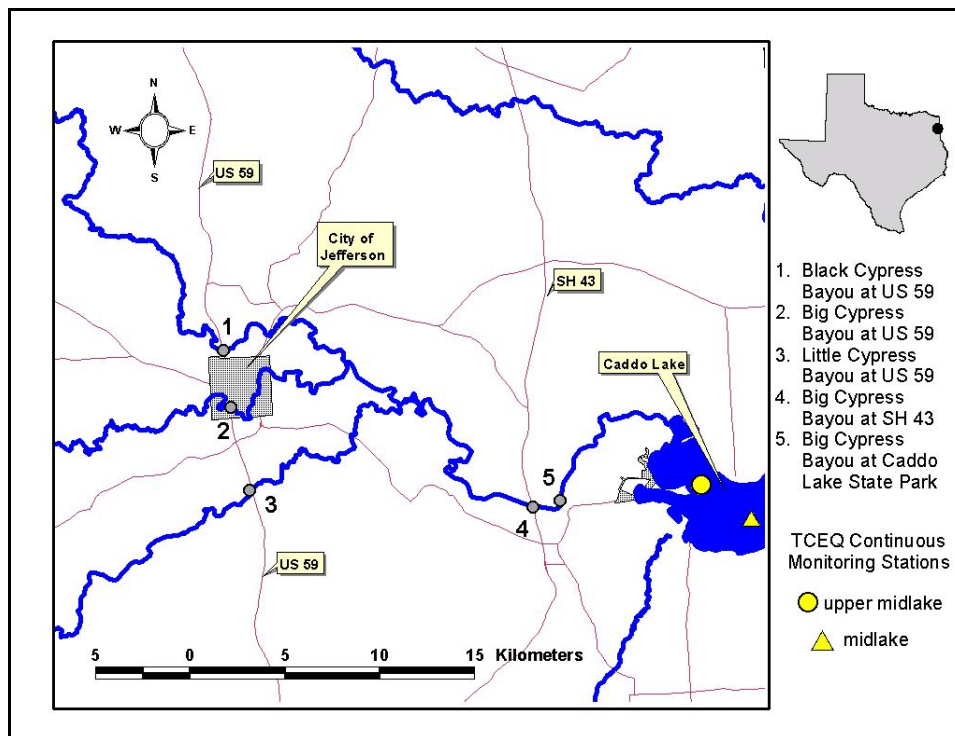 N
W E
S
US 59
City of
Jefferson
SH 43
1
Caddo Lake
2
3
5
4
US 59
5 0 5 10 15 Kilometers
1. Black Cypress
Bayou at US 59
2. Big Cypress
Bayou at US 59
3. Little Cypress
Bayou at US 59
4. Big Cypress
Bayou at SH 43
5. Big Cypress
Bayou at Caddo
Lake State Park
TCEQ Continuous
Monitoring Stations
upper midlake
midlake